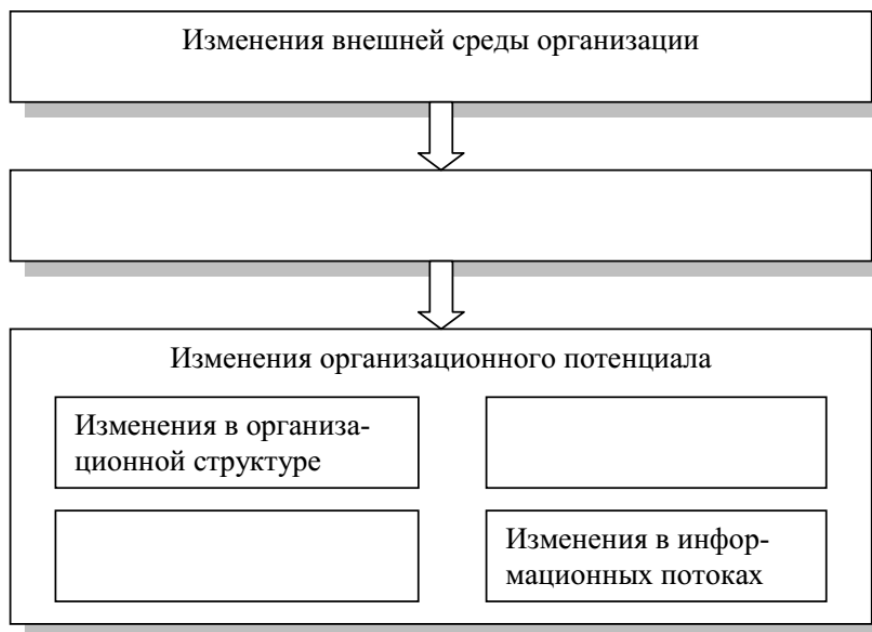 Изменения внешней среды организации
Изменения организационного потенциала
Изменения в организа-
ционной структуре
Изменения в инфор-
мационных потоках